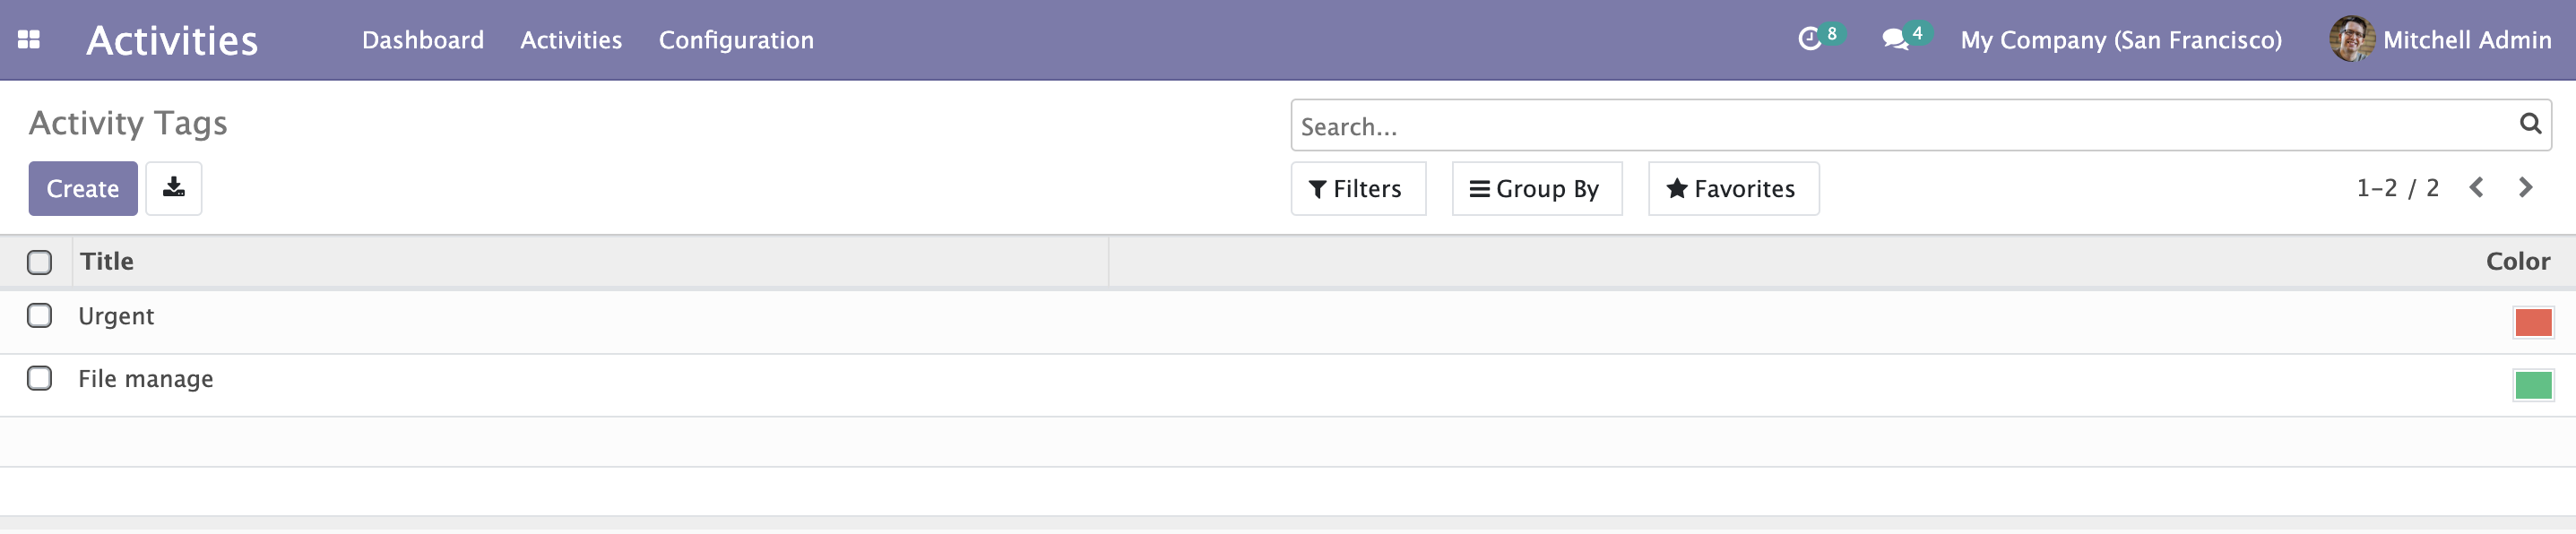 Activities Dashboard Activities Configuration 8 4 My Company (San Francisco) Mitchell Admin
Activity Tags
Search...
Create Filters Group By Favorites 1-2 / 2
Title Color
Urgent
File manage